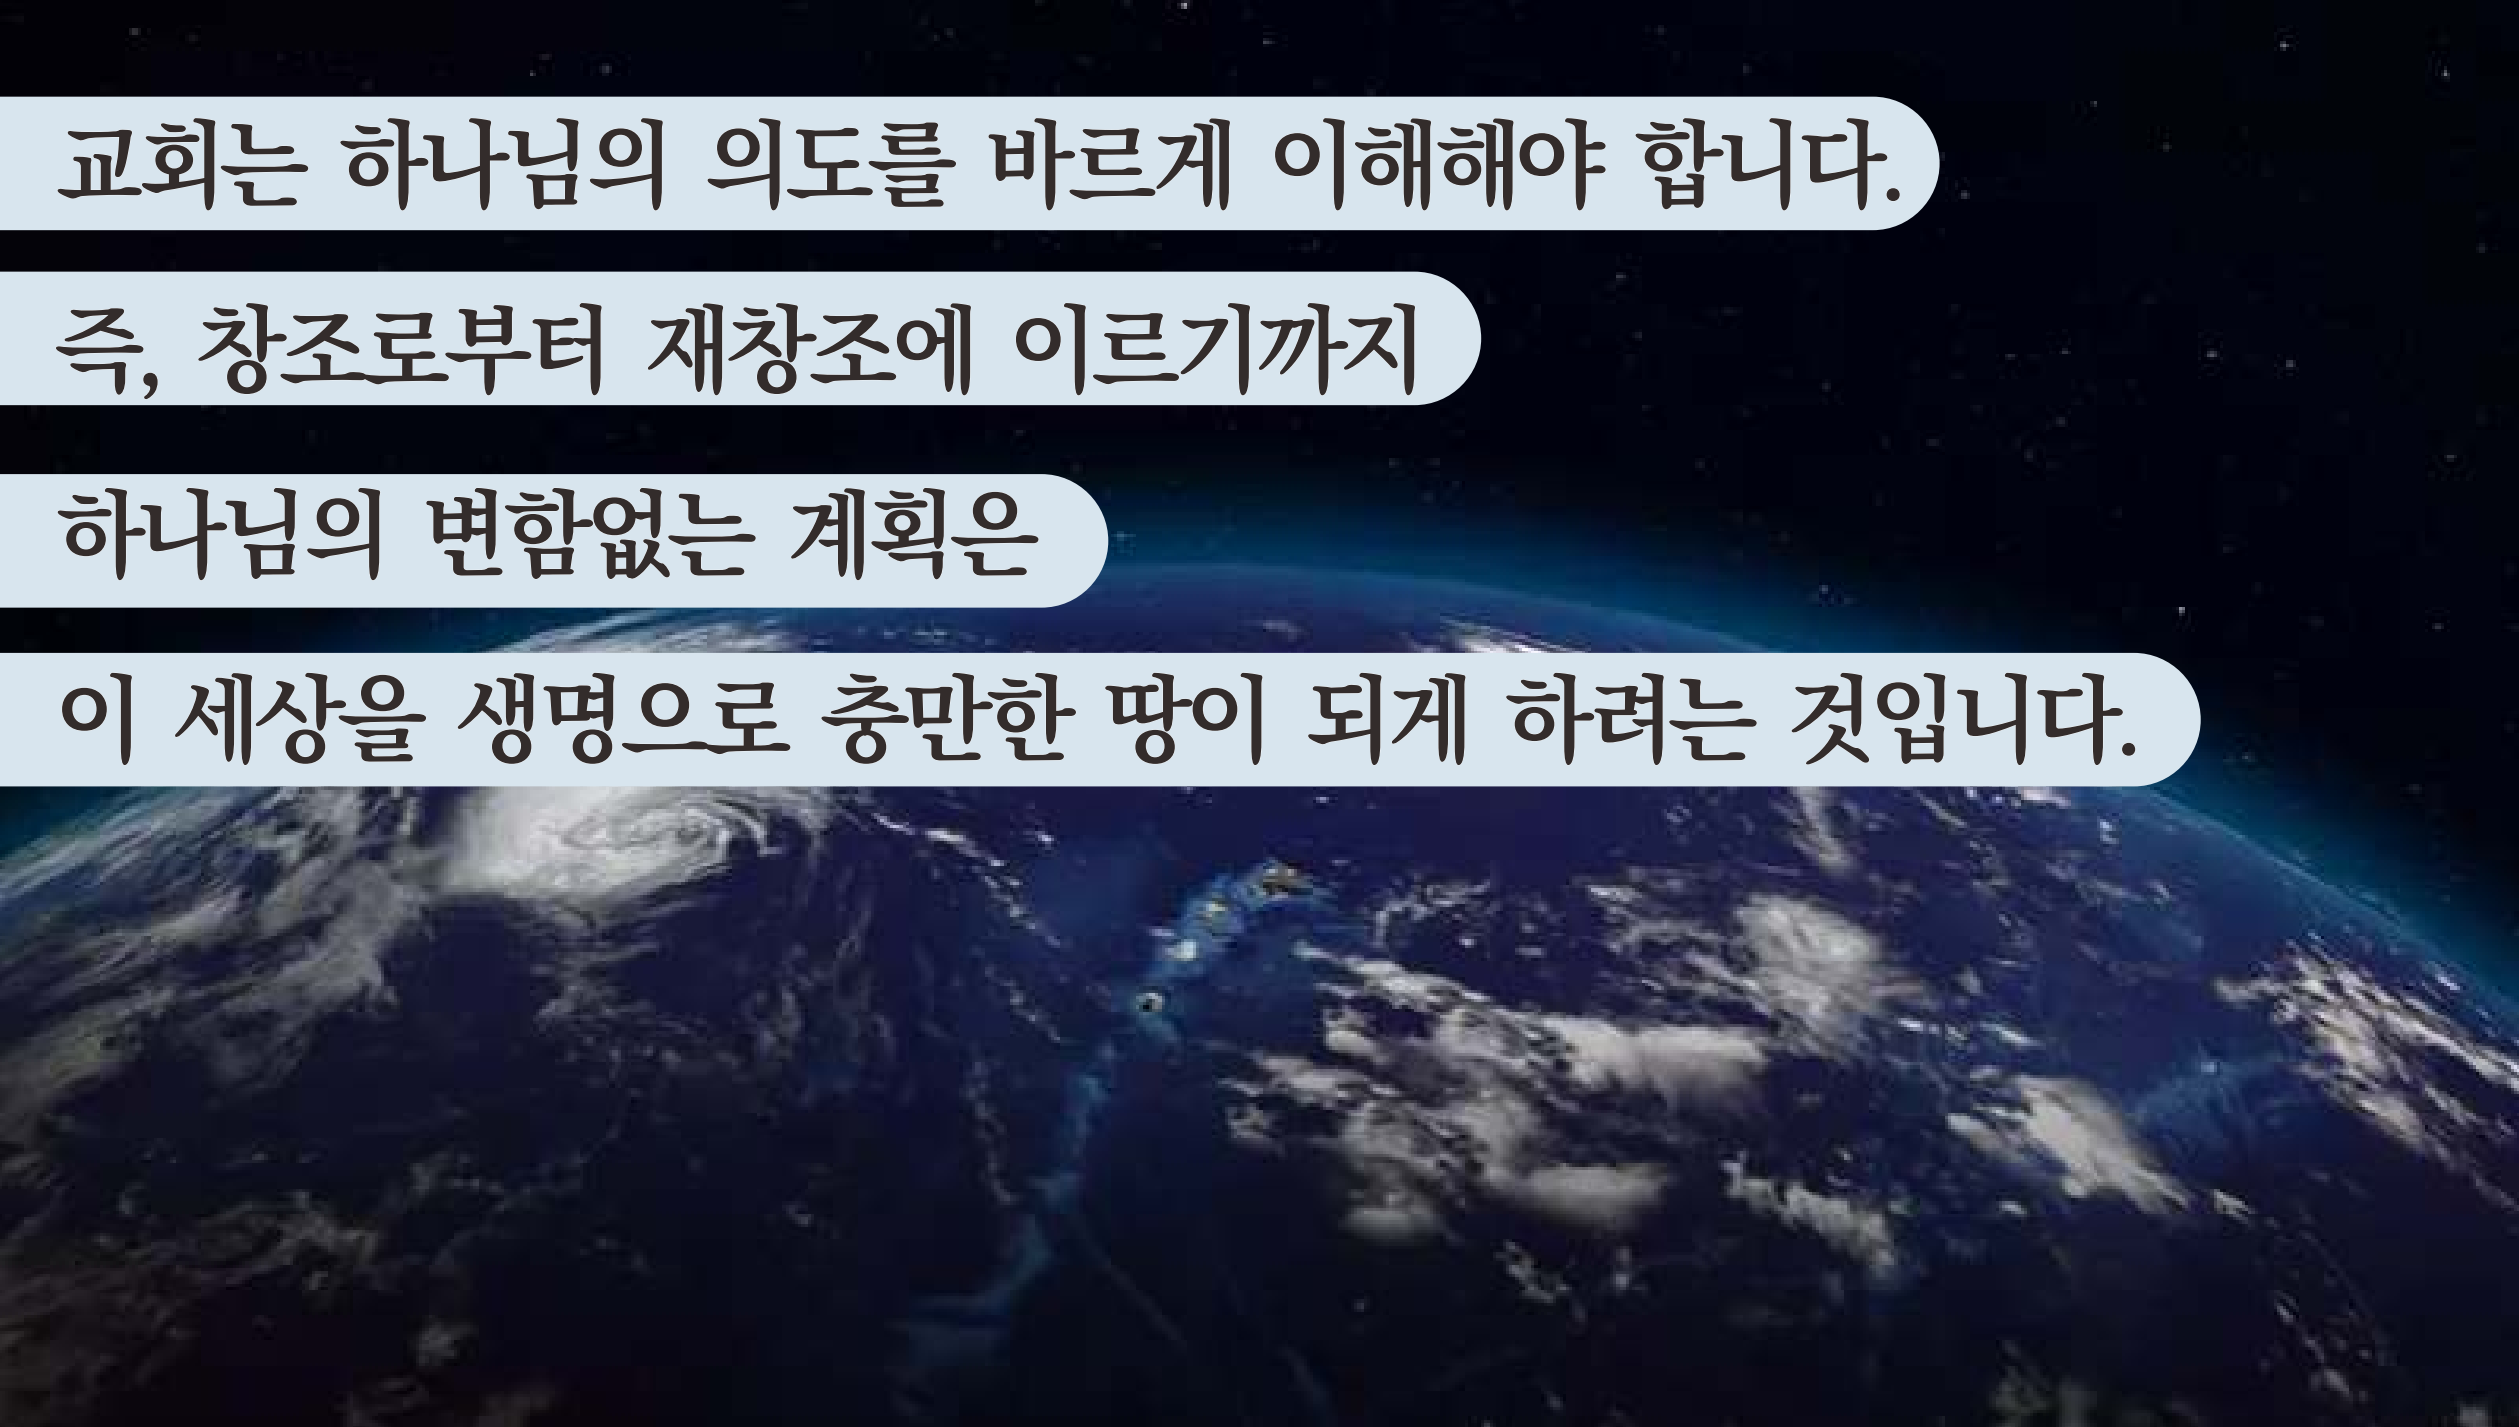 교회는 하나님의 의도를 바르게 이해해야 합니다.
즉, 창조로부터 재창조에 이르기까지
하나님의 변함없는 계획은
이 세상을 생명으로 충만한 땅이 되게 하려는 것입니다.